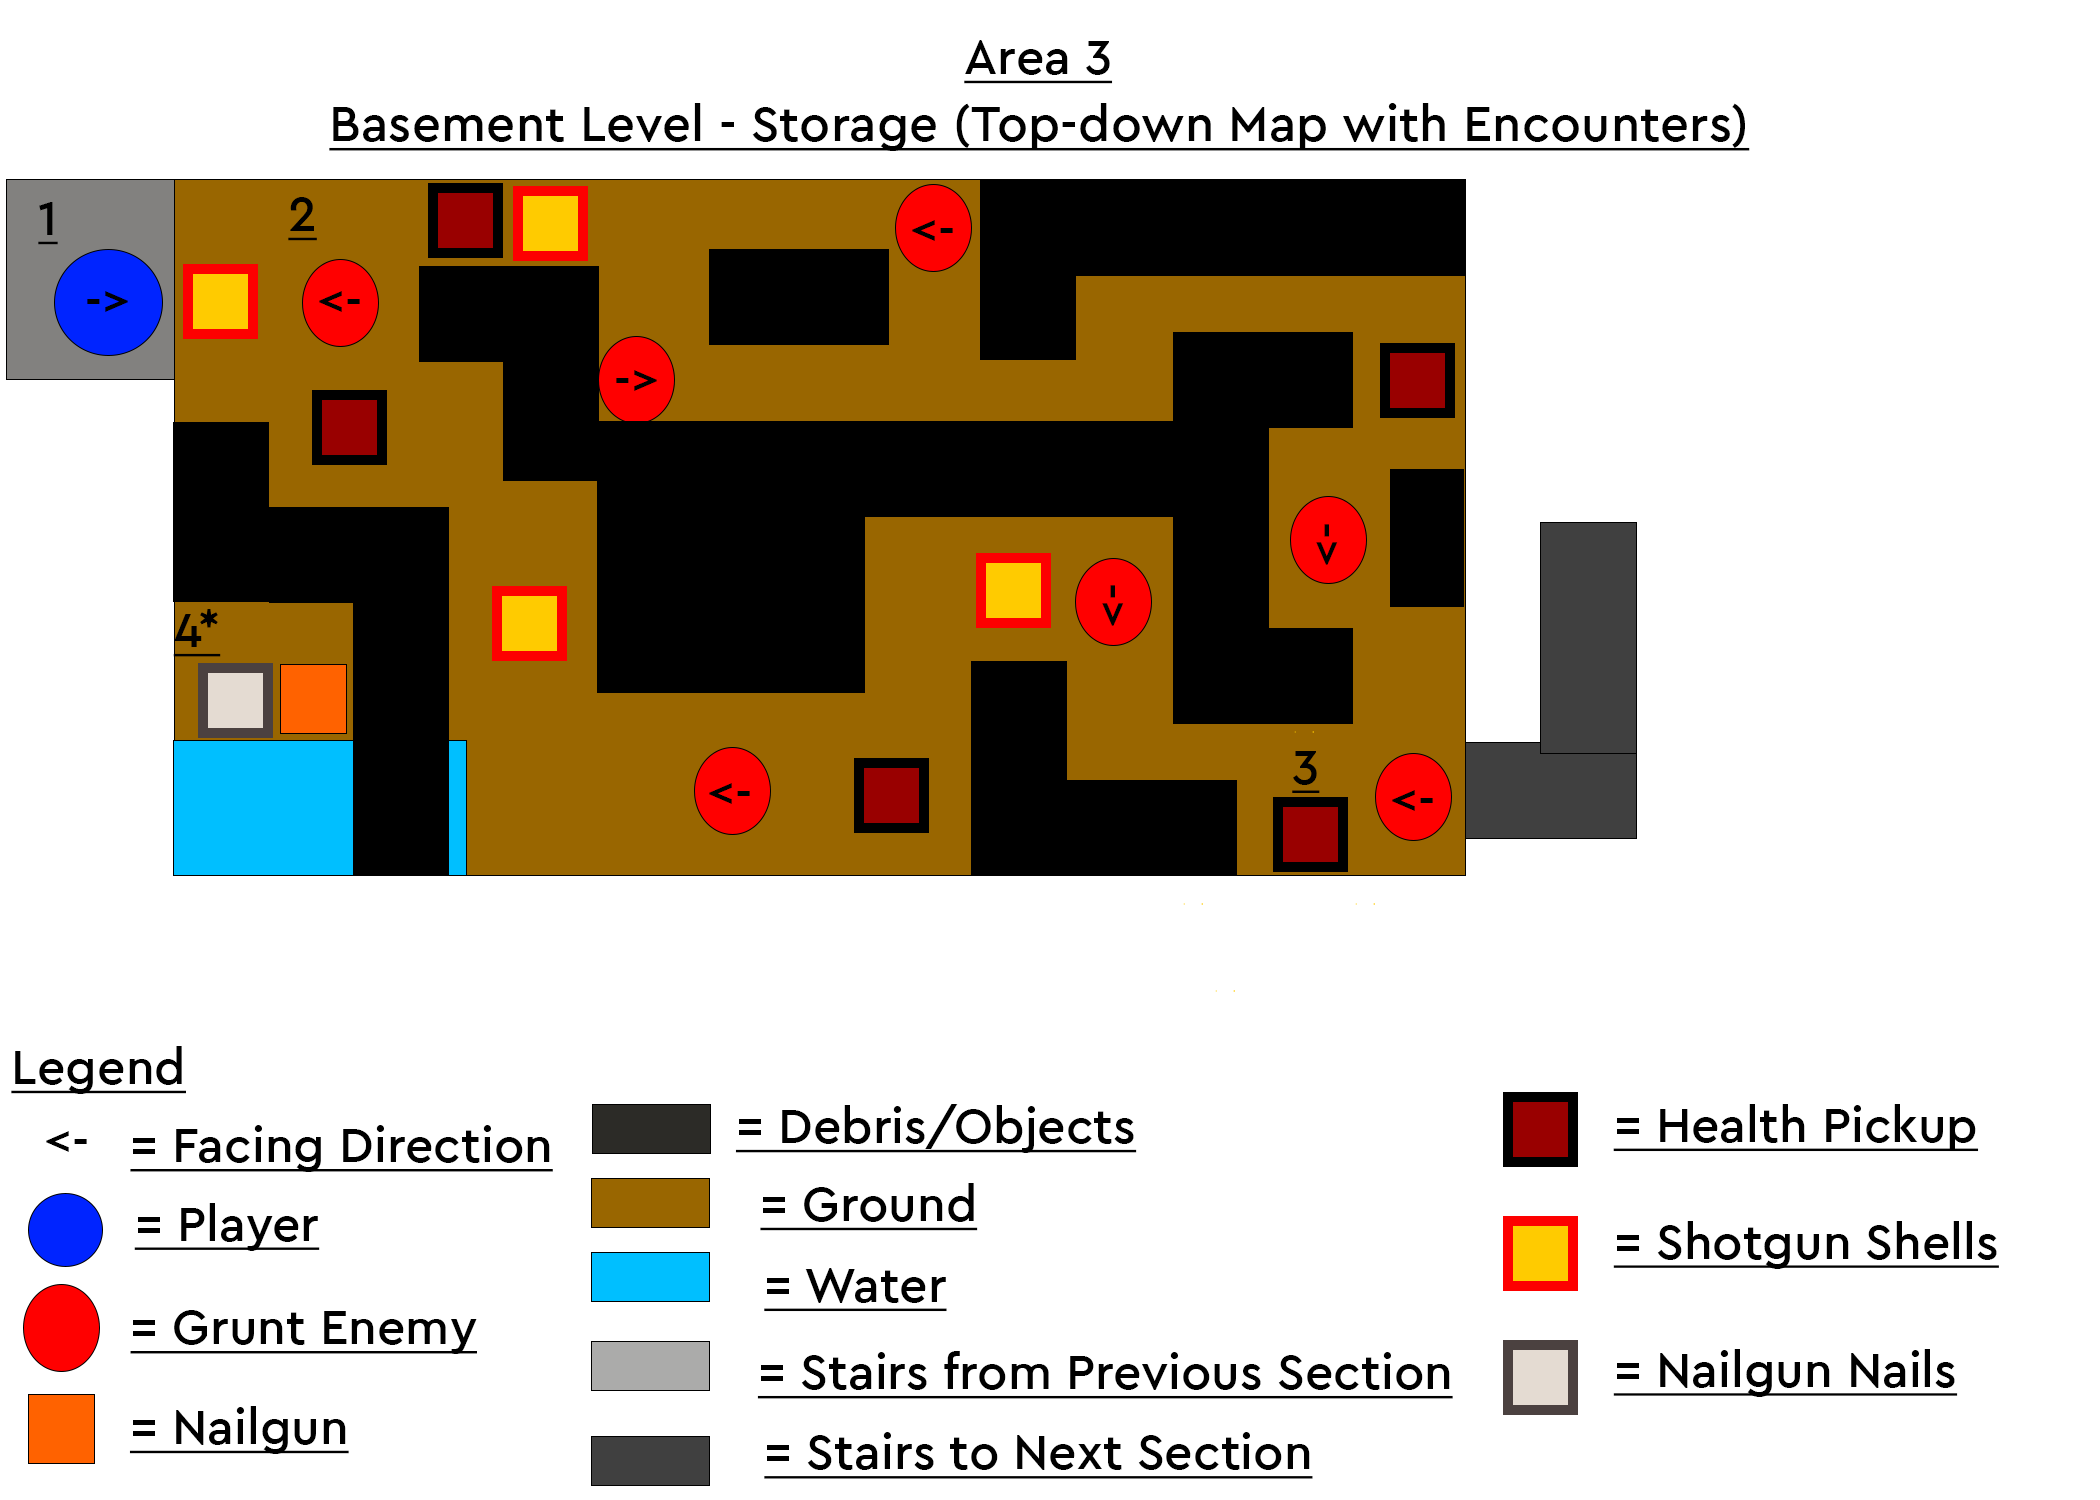 Area 3
Basement Level - Storage (Top-down Map with Encounters)
1
2
<-
->
<-
->
<-
4*
3
<-
<-
<-
<-
Legend
<- = Facing Direction
= Player
= Grunt Enemy
= Nailgun
= Debris/Objects
= Ground
= Water
= Stairs from Previous Section
= Stairs to Next Section
= Health Pickup
= Shotgun Shells
= Nailgun Nails